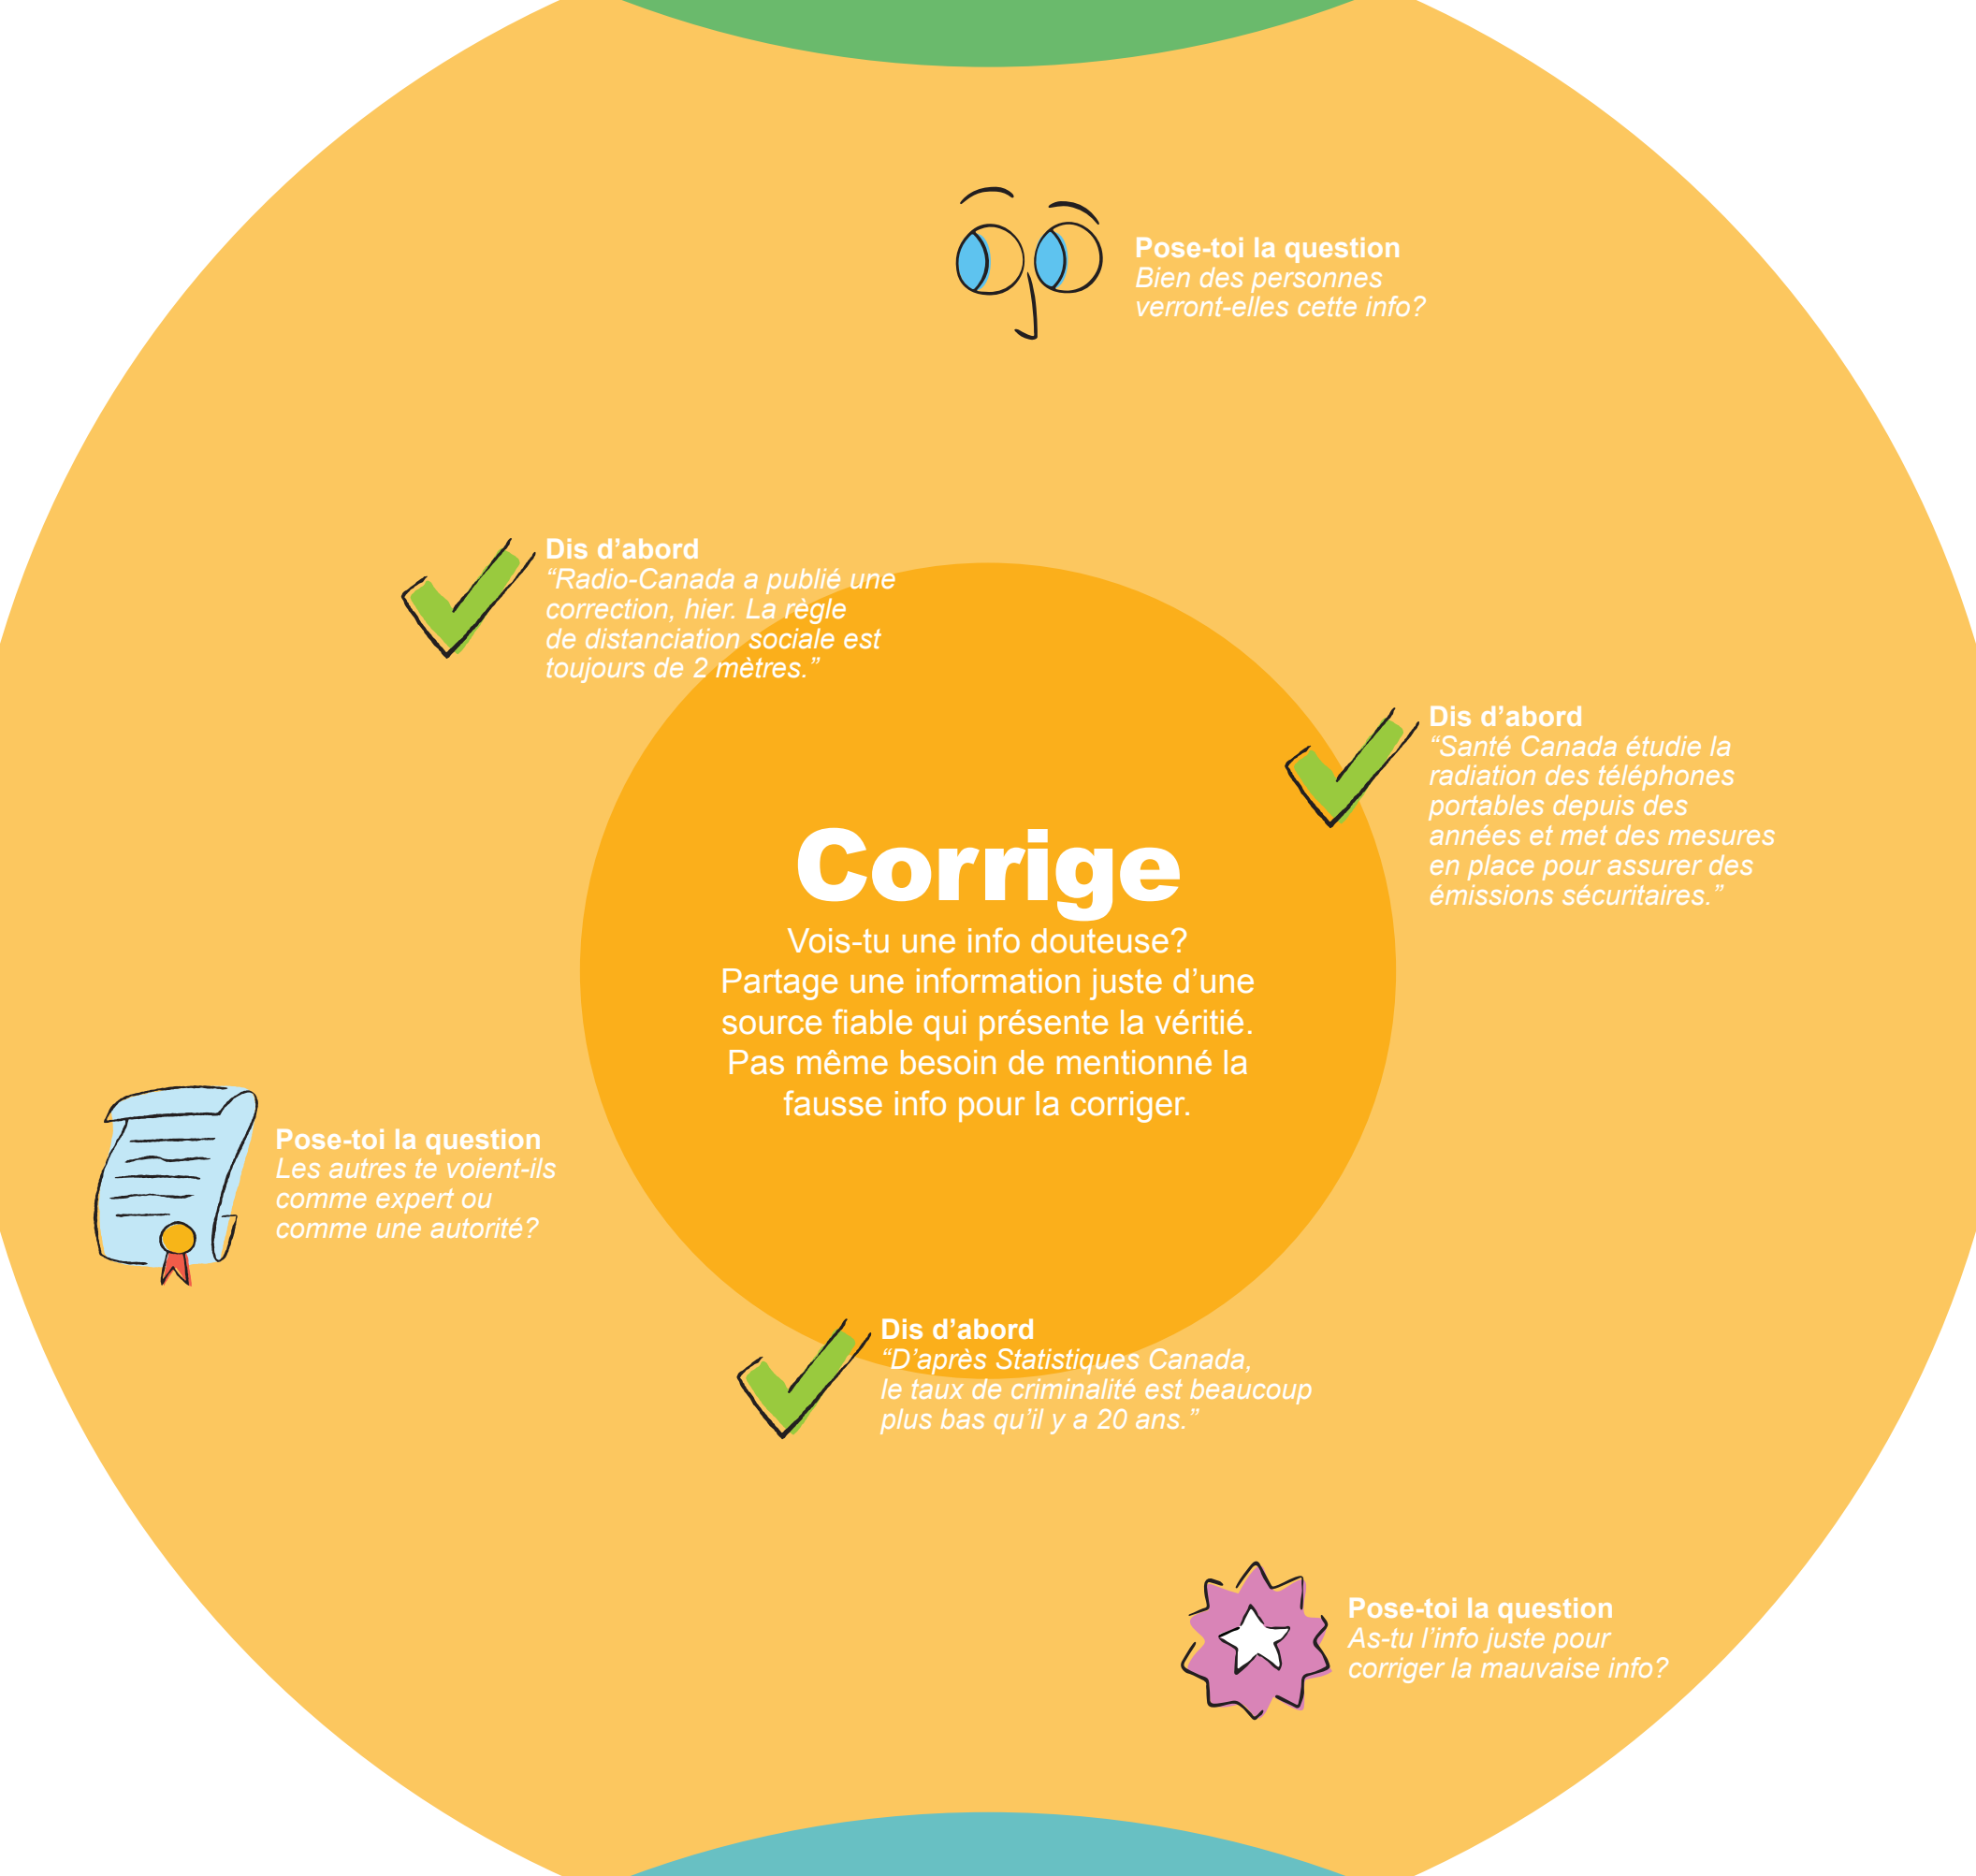 Pose-toi la question
Bien des personnes
verront-elles cette info?
Dis d’abord
“Radio-Canada a publié une
correction, hier. La règle
de distanciation sociale est
toujours de 2 mètres.”
Dis d’abord
“Santé Canada étudie la
radiation des téléphones
portables depuis des
années et met des mesures
en place pour assurer des
émissions sécuritaires.”
Corrige
Vois-tu une info douteuse?
Partage une information juste d’une
source fiable qui présente la véritié.
Pas même besoin de mentionné la
fausse info pour la corriger.
Pose-toi la question
Les autres te voient-ils
comme expert ou
comme une autorité?
Dis d’abord
“D’après Statistiques Canada,
le taux de criminalité est beaucoup
plus bas qu’il y a 20 ans.”
Pose-toi la question
As-tu l’info juste pour
corriger la mauvaise info?